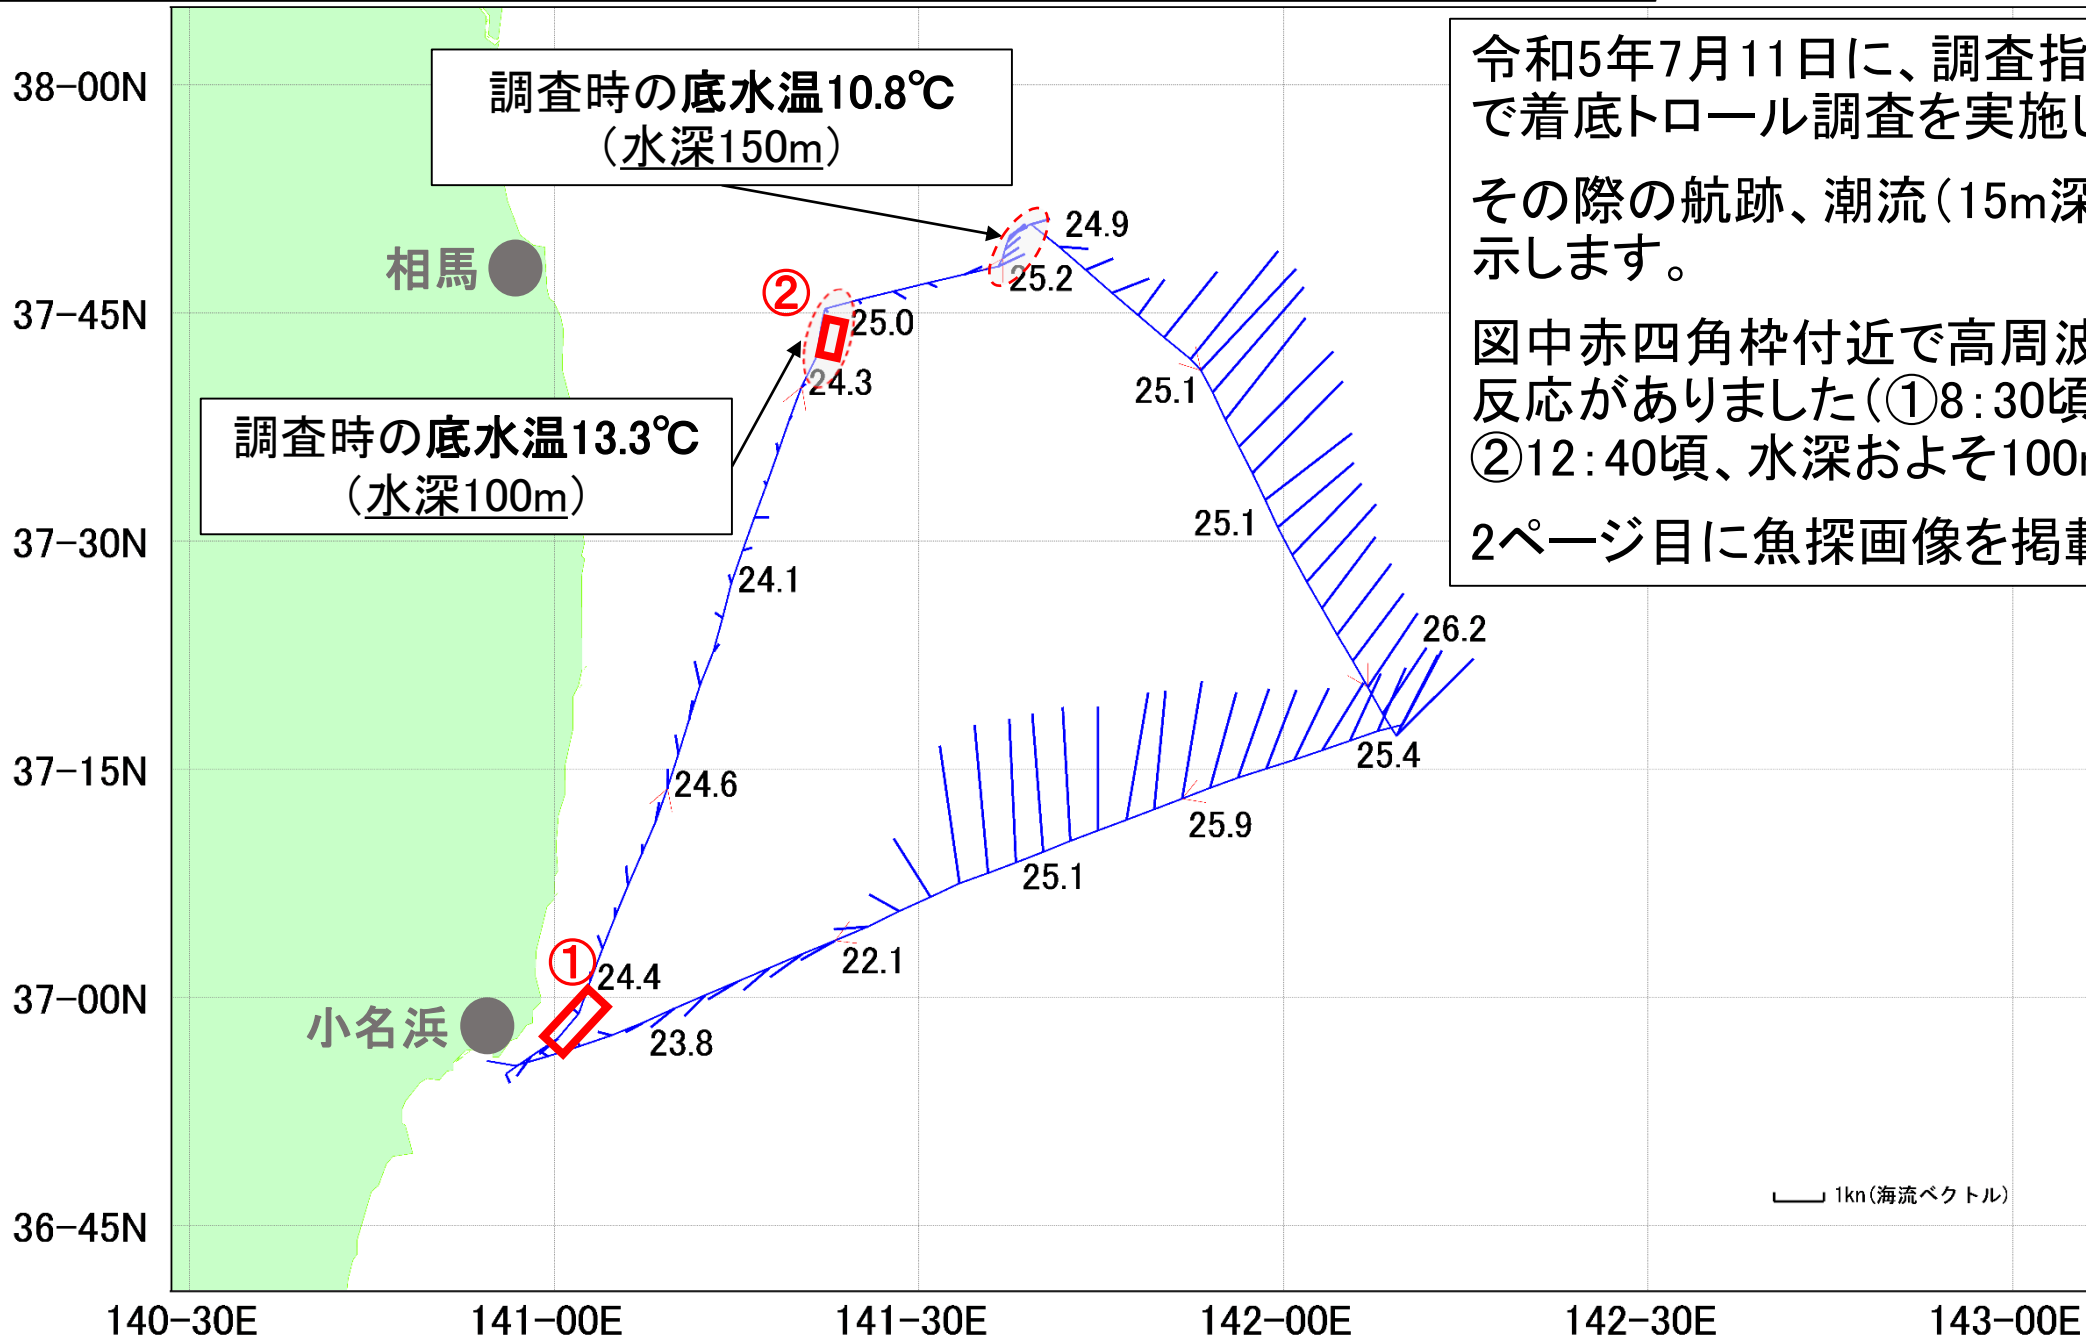 令和5年7月11日に、調査指
で着底トロール調査を実施し
その際の航跡、潮流（15m深
示します。
図中赤四角枠付近で高周波
反応がありました（①8：30頃
②12：40頃、水深およそ100m
2ページ目に魚探画像を掲載
調査時の底水温10.8℃
（水深150m）
調査時の底水温13.3℃
（水深100m）
相馬
小名浜
②
①
24.9
25.2
25.0
24.3
25.1
25.1
24.1
26.2
25.4
24.6
25.9
25.1
22.1
24.4
23.8
1kn(海流ベクトル)
38-00N
37-45N
37-30N
37-15N
37-00N
36-45N
140-30E
141-00E
141-30E
142-00E
142-30E
143-00E